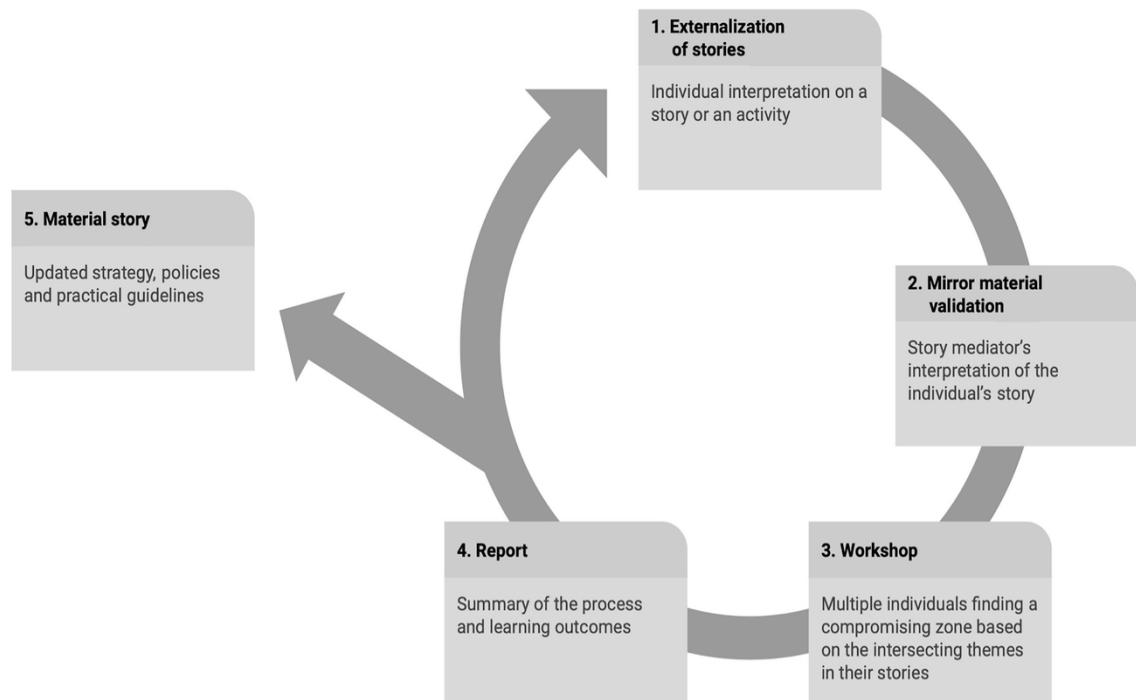 1. Externalization
of stories
Individual interpretation on a
story or an activity
2. Mirror material
validation
Story mediator’s
interpretation of the
individual’s story
3. Workshop
Multiple individuals finding a
compromising zone based
on the intersecting themes
in their stories
4. Report
Summary of the process
and learning outcomes
5. Material story
Updated strategy, policies
and practical guidelines